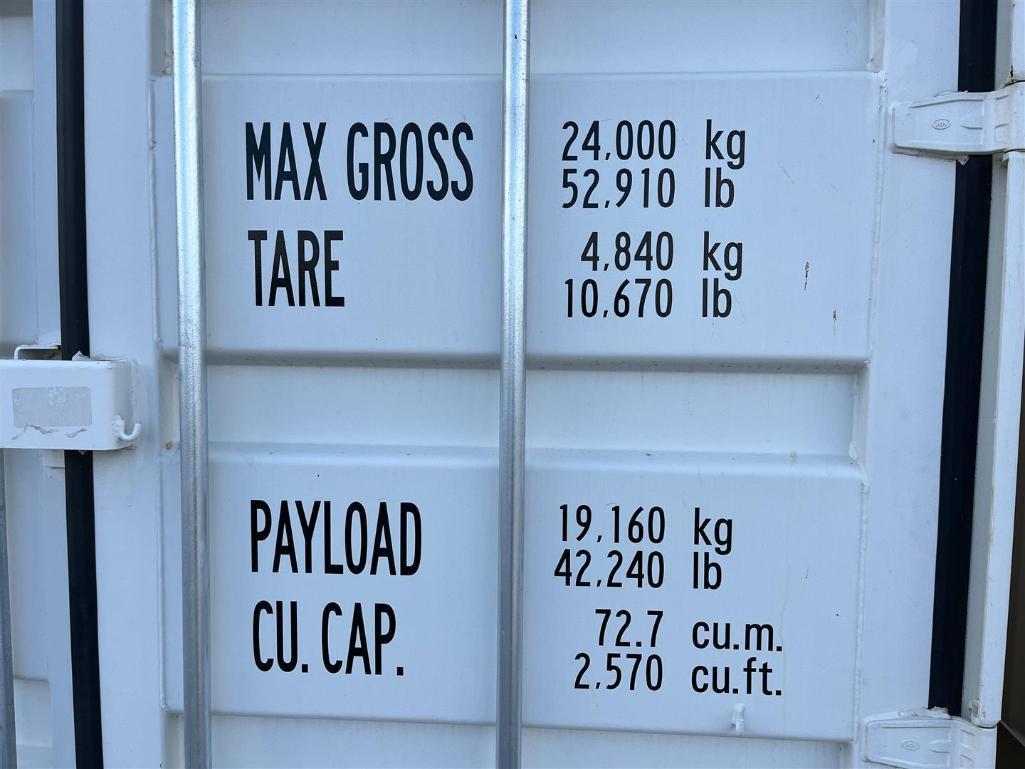 MAX GROSS 24,000 kg
52,910 lb
TARE 4,840 kg
10,670 lb
PAYLOAD 19,160 kg
42,240 lb
CU. CAP. 72.7 cu.m.
2,570 cu.ft.